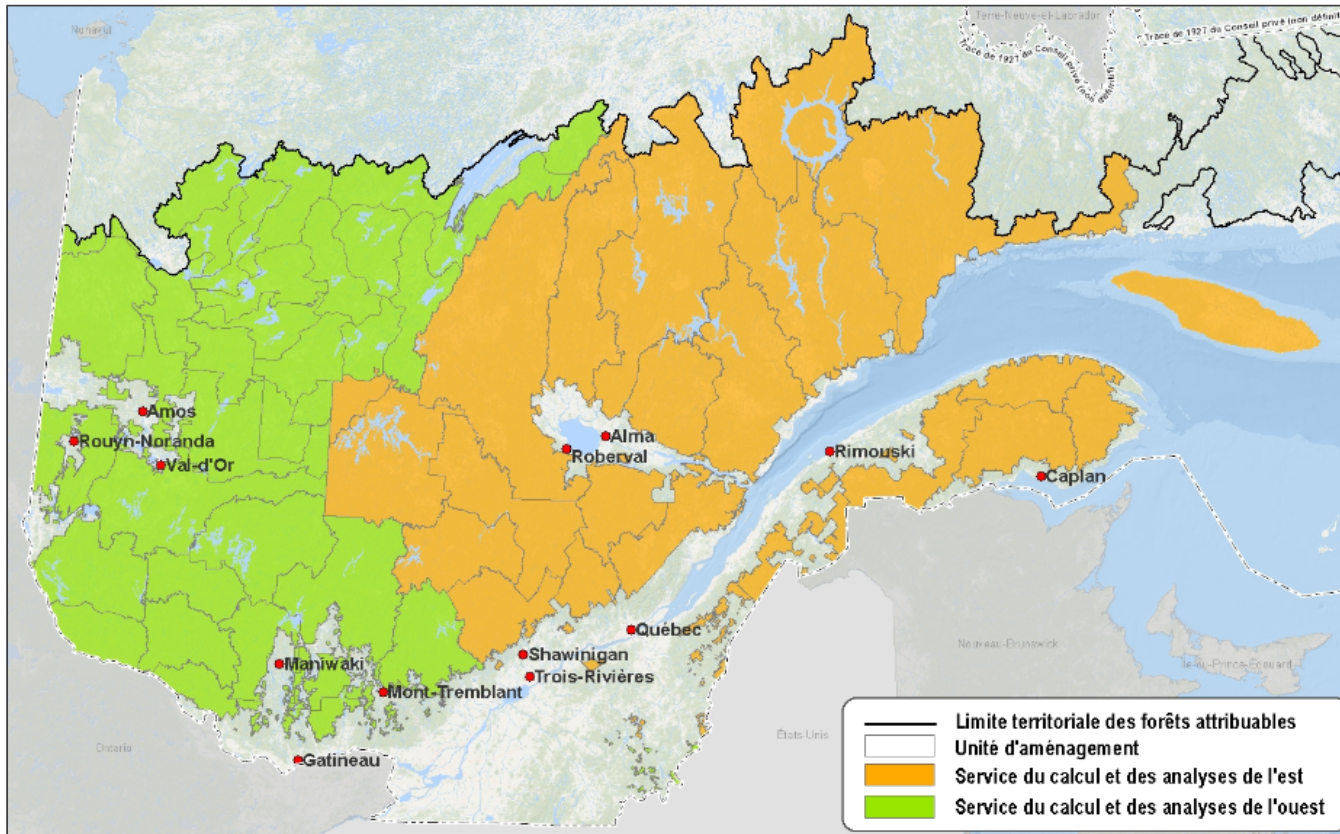 Nunavut
Terre-Neuve-et-Labrador
Tracé de 1927 du Conseil privé (non définitif)
Tracé de 1927 du Conseil privé (non définit
Amos
Rouyn-Noranda
Val-d'Or
Alma
Roberval
Rimouski
Caplan
Québec
Shawinigan
Trois-Rivières
Maniwaki
Mont-Tremblant
Gatineau
Ontario
États-Unis
Nouveau-Brunswick
Île-du-Prince-Édouard
Limite territoriale des forêts attribuables
Unité d'aménagement
Service du calcul et des analyses de l'est
Service du calcul et des analyses de l'ouest